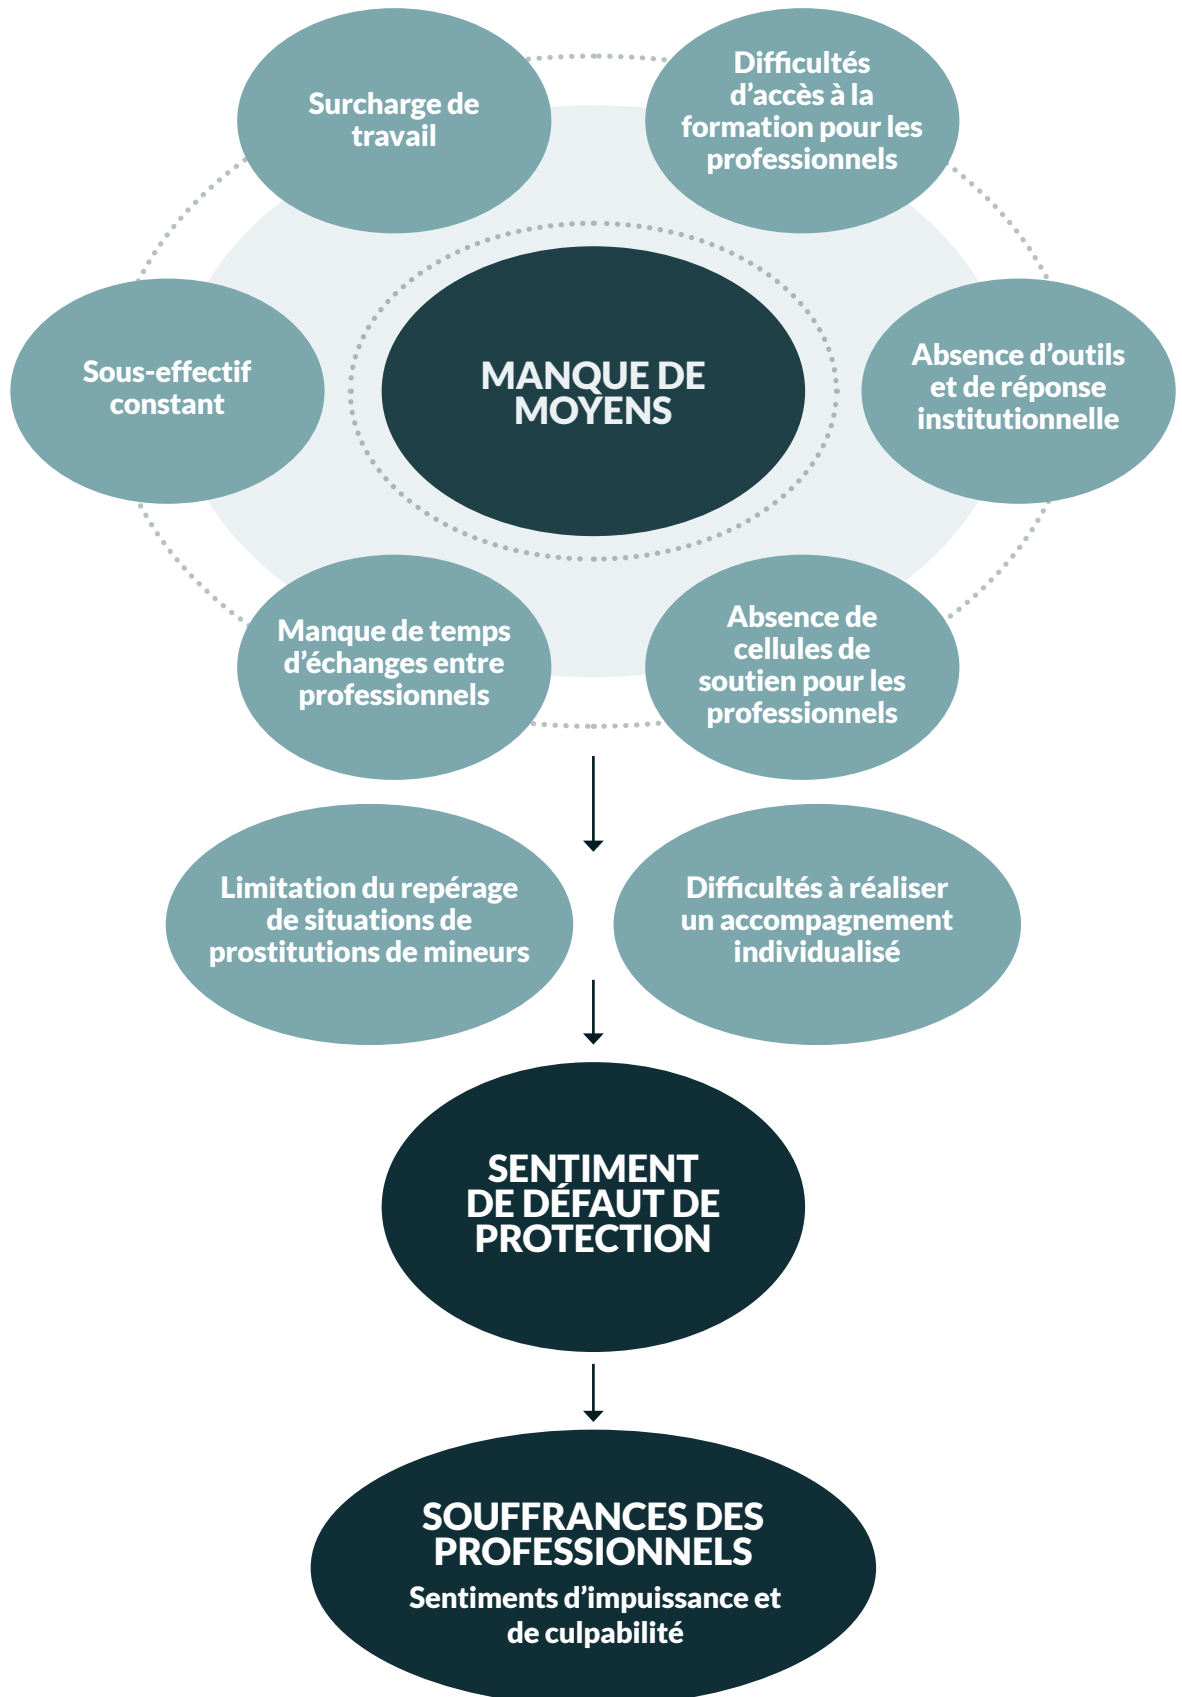 Surcharge de
travail
Difficultés
d’accès à la
formation pour les
professionnels
Sous-effectif
constant
MANQUE DE
MOYENS
Absence d’outils
et de réponse
institutionnelle
Manque de temps
d’échanges entre
professionnels
Absence de
cellules de
soutien pour les
professionnels
Limitation du repérage
de situations de
prostitutions de mineurs
Difficultés à réaliser
un accompagnement
individualisé
SENTIMENT
DE DÉFAUT DE
PROTECTION
SOUFFRANCES DES
PROFESSIONNELS
Sentiments d’impuissance et
de culpabilité